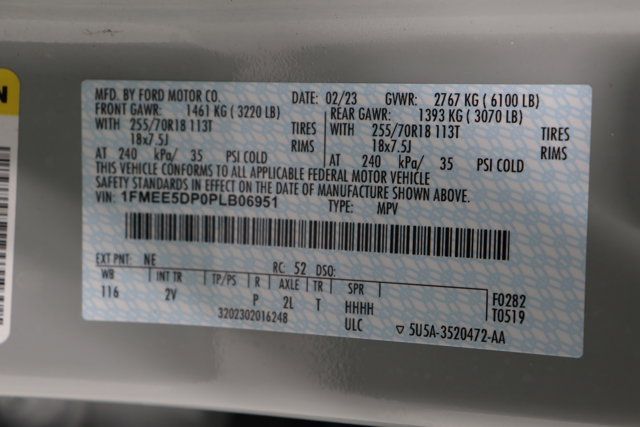 N
MFD. BY FORD MOTOR CO. DATE: 02/23 GVWR: 2767 KG ( 6100 LB)
FRONT GAWR: 1461 KG ( 3220 LB) REAR GAWR: 1393 KG ( 3070 LB)
WITH 255/70R18 113T TIRES WITH 255/70R18 113T TIRES
18x7.5J RIMS 18x7.5J RIMS
AT 240 kPa/ 35 PSI COLD AT 240 kPa/ 35 PSI COLD
THIS VEHICLE CONFORMS TO ALL APPLICABLE FEDERAL MOTOR VEHICLE
SAFETY STANDARDS IN EFFECT ON THE DATE OF MANUFACTURE SHOWN ABOVE.
VIN: 1FMEE5DP0PLB06951 TYPE: MPV
EXT PNT: NE RC: 52 DSO:
WB INT TR TP/PS R AXLE TR SPR F0282
116 2V P 2L T HHHH T0519
3202302016248 ULC ▽ 5U5A-3520472-AA